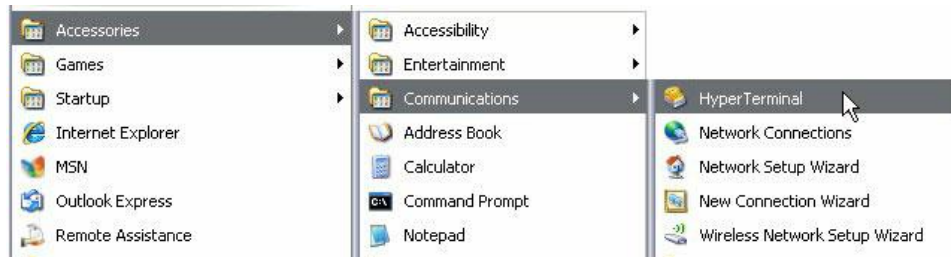 Accessories
Games
Startup
Internet Explorer
MSN
Outlook Express
Remote Assistance
Accessibility
Entertainment
Communications
Address Book
Calculator
Command Prompt
Notepad
HyperTerminal
Network Connections
Network Setup Wizard
New Connection Wizard
Wireless Network Setup Wizard